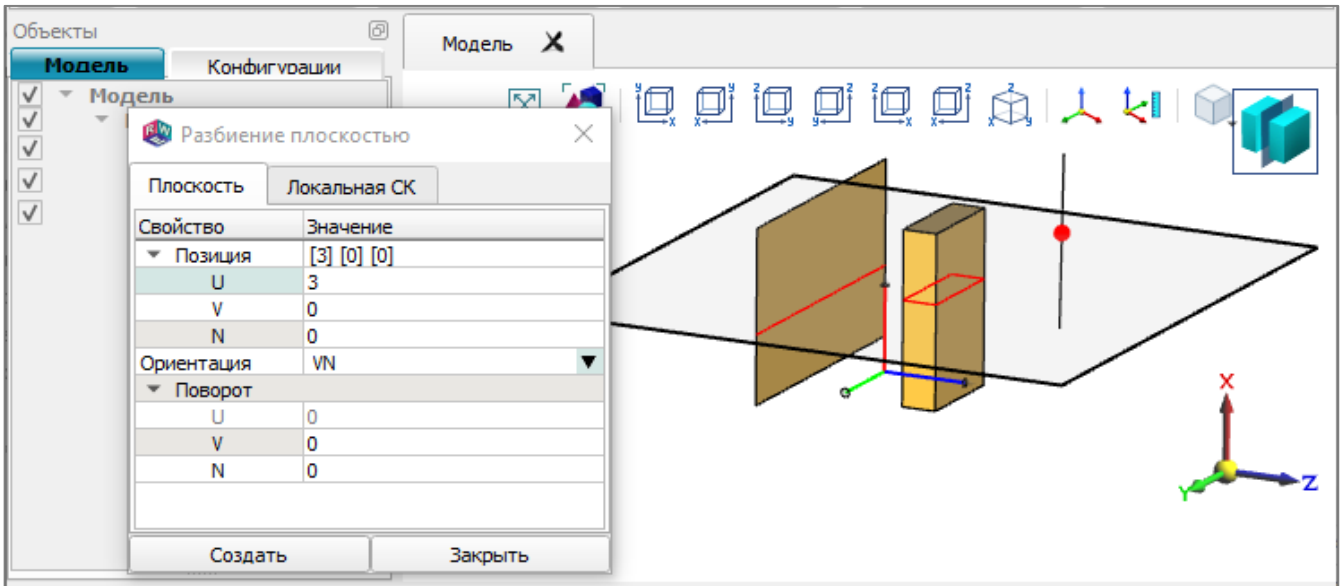 Объекты
Модель
Модель
Конфигурации
Модель
Разбиение плоскостью
Плоскость
Локальная СК
Свойство Значение
Позиция [3] [0] [0]
U 3
V 0
N 0
Ориентация VN
Поворот
U 0
V 0
N 0
Создать
Закрыть
X
Y
Z